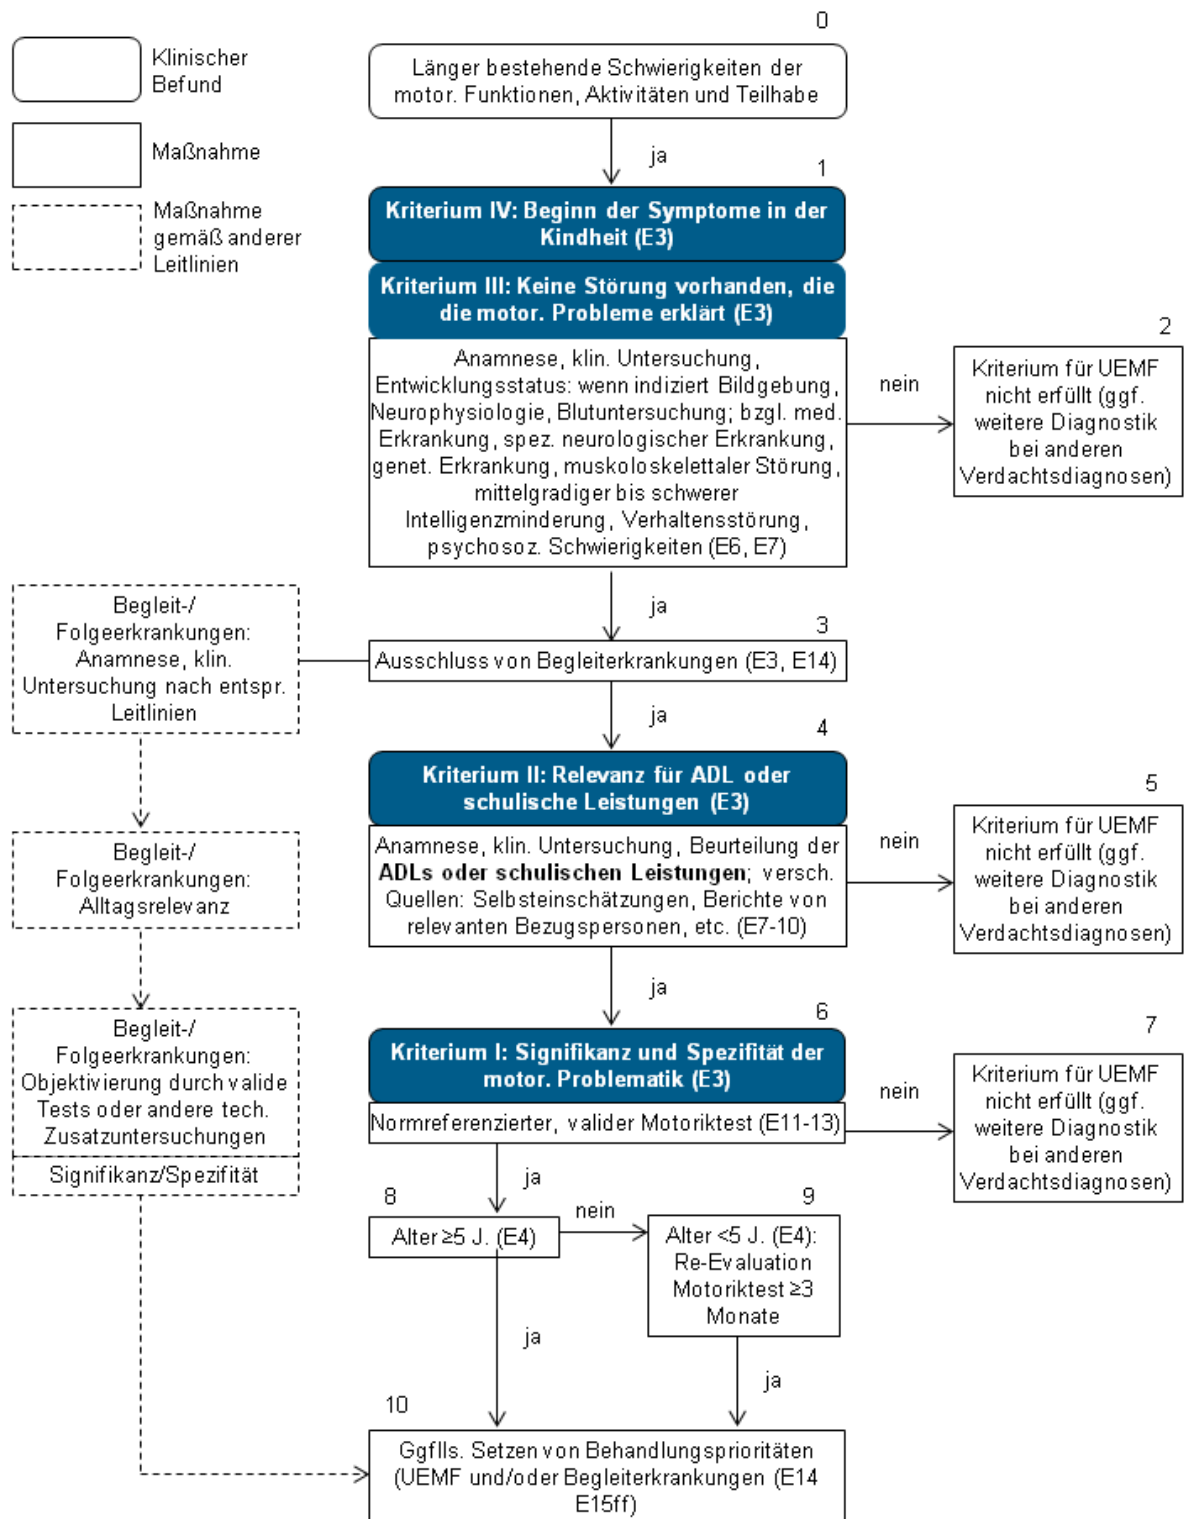 0
Klinischer
Befund
Länger bestehende Schwierigkeiten der
motor. Funktionen, Aktivitäten und Teilhabe
Maßnahme
ja
1
Maßnahme
gemäß anderer
Leitlinien
Kriterium IV: Beginn der Symptome in der
Kindheit (E3)
Kriterium III: Keine Störung vorhanden, die
die motor. Probleme erklärt (E3)
Anamnese, klin. Untersuchung,
Entwicklungsstatus: wenn indiziert Bildgebung,
Neurophysiologie, Blutuntersuchung; bzgl. med.
Erkrankung, spez. neurologischer Erkrankung,
genet. Erkrankung, muskoloskelettaler Störung,
mittelgradiger bis schwerer
Intelligenzminderung, Verhaltensstörung,
psychosoz. Schwierigkeiten (E6, E7)
nein
2
Kriterium für UEMF
nicht erfüllt (ggf.
weitere Diagnostik
bei anderen
Verdachtsdiagnosen)
ja
3
Ausschluss von Begleiterkrankungen (E3, E14)
Begleit-/
Folgeerkrankungen:
Anamnese, klin.
Untersuchung nach entspr.
Leitlinien
ja
4
Kriterium II: Relevanz für ADL oder
schulische Leistungen (E3)
Anamnese, klin. Untersuchung, Beurteilung der
ADLs oder schulischen Leistungen; versch.
Quellen: Selbsteinschätzungen, Berichte von
relevanten Bezugspersonen, etc. (E7-10)
nein
5
Kriterium für UEMF
nicht erfüllt (ggf.
weitere Diagnostik
bei anderen
Verdachtsdiagnosen)
Begleit-/
Folgeerkrankungen:
Alltagsrelevanz
ja
6
Kriterium I: Signifikanz und Spezifität der
motor. Problematik (E3)
Normreferenzierter, valider Motoriktest (E11-13)
nein
7
Kriterium für UEMF
nicht erfüllt (ggf.
weitere Diagnostik
bei anderen
Verdachtsdiagnosen)
Begleit-/
Folgeerkrankungen:
Objektivierung durch valide
Tests oder andere tech.
Zusatzuntersuchungen
Signifikanz/Spezifität
ja
8
Alter ≥5 J. (E4)
nein
9
Alter <5 J. (E4):
Re-Evaluation
Motoriktest ≥3
Monate
ja
ja
10
Ggflls. Setzen von Behandlungsprioritäten
(UEMF und/oder Begleiterkrankungen (E14
E15ff)